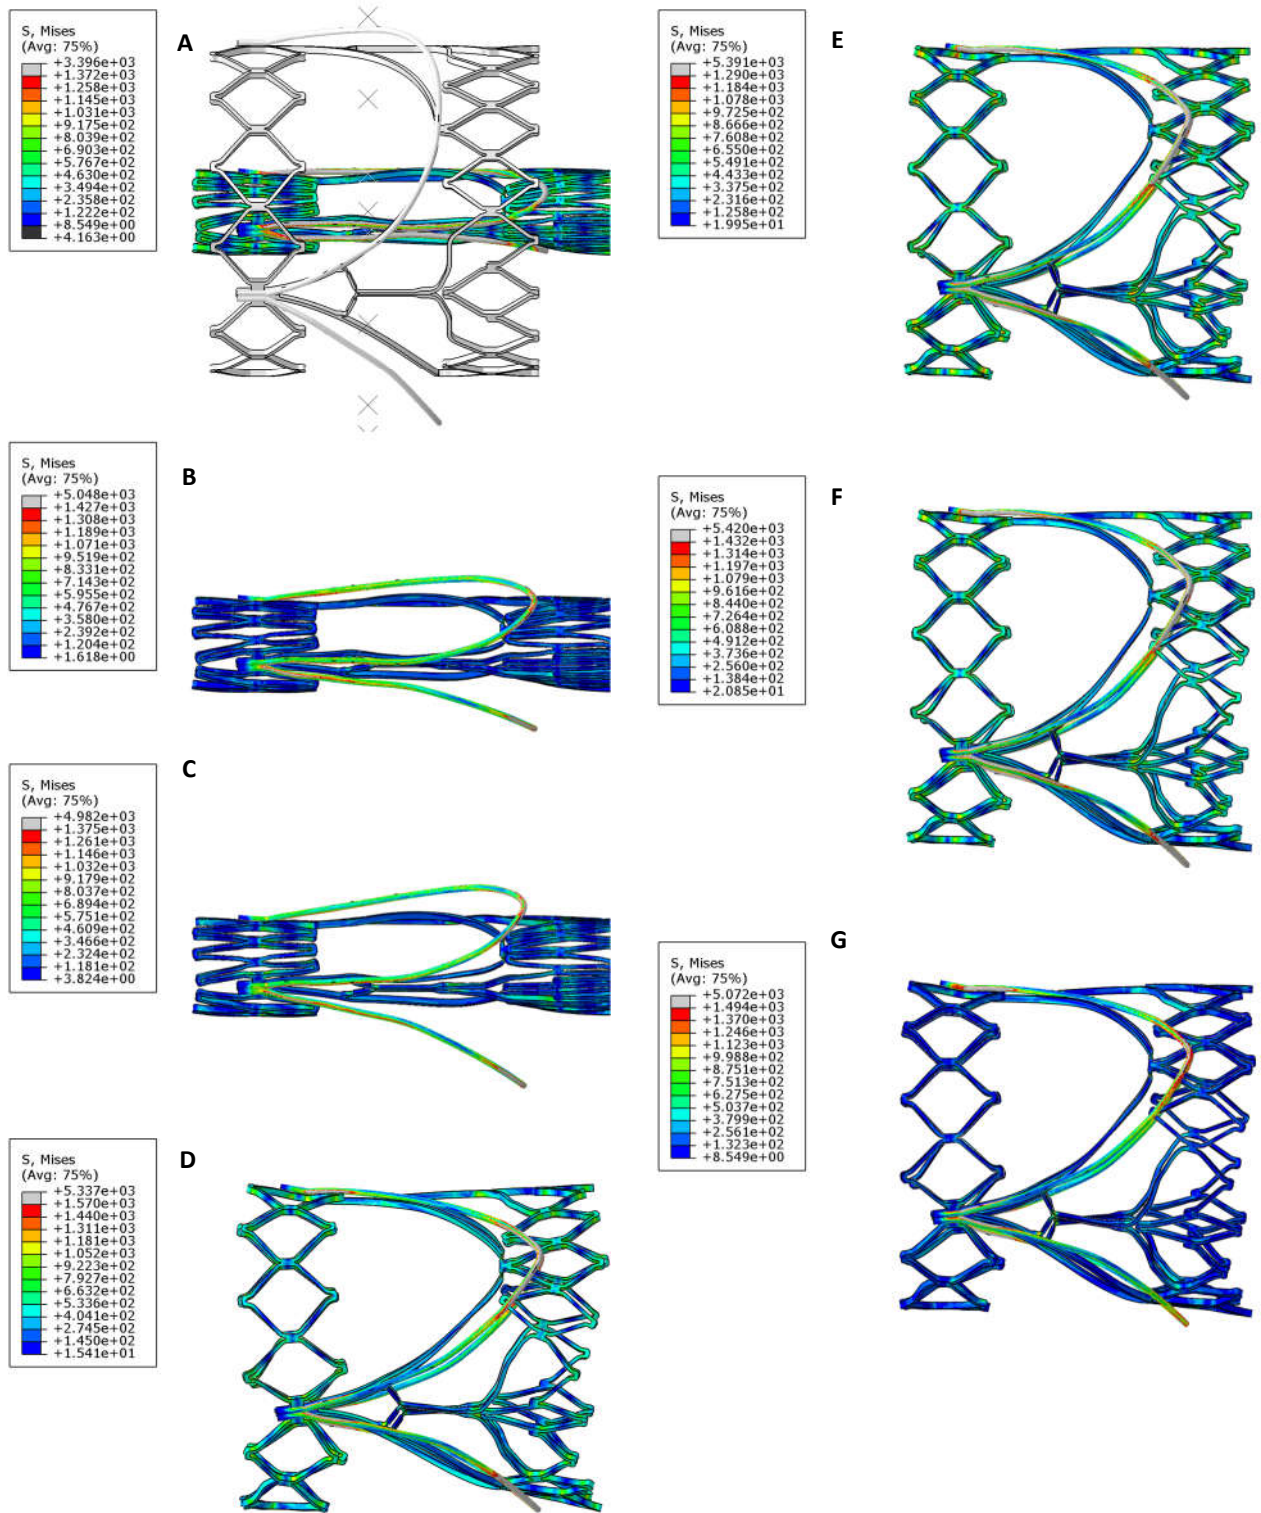 A
S, Mises
(Avg: 75%)
+3.396e+03
+1.372e+03
+1.258e+03
+1.145e+03
+1.031e+03
+9.175e+02
+8.039e+02
+6.903e+02
+5.767e+02
+4.630e+02
+3.494e+02
+2.358e+02
+1.222e+02
+8.549e+00
+4.163e+00
B
S, Mises
(Avg: 75%)
+5.048e+03
+1.427e+03
+1.308e+03
+1.189e+03
+1.071e+03
+9.519e+02
+8.331e+02
+7.143e+02
+5.955e+02
+4.767e+02
+3.580e+02
+2.392e+02
+1.204e+02
+1.618e+00
C
S, Mises
(Avg: 75%)
+4.982e+03
+1.375e+03
+1.261e+03
+1.146e+03
+1.032e+03
+9.179e+02
+8.037e+02
+6.894e+02
+5.751e+02
+4.609e+02
+3.466e+02
+2.324e+02
+1.181e+02
+3.824e+00
D
S, Mises
(Avg: 75%)
+5.337e+03
+1.570e+03
+1.440e+03
+1.311e+03
+1.181e+03
+1.052e+03
+9.223e+02
+7.927e+02
+6.632e+02
+5.336e+02
+4.041e+02
+2.745e+02
+1.450e+02
+1.541e+01
E
S, Mises
(Avg: 75%)
+5.391e+03
+1.290e+03
+1.184e+03
+1.078e+03
+9.725e+02
+8.666e+02
+7.608e+02
+6.550e+02
+5.491e+02
+4.433e+02
+3.375e+02
+2.316e+02
+1.258e+02
+1.995e+01
F
S, Mises
(Avg: 75%)
+5.420e+03
+1.432e+03
+1.314e+03
+1.197e+03
+1.079e+03
+9.616e+02
+8.440e+02
+7.264e+02
+6.088e+02
+4.912e+02
+3.736e+02
+2.560e+02
+1.384e+02
+2.085e+01
G
S, Mises
(Avg: 75%)
+5.072e+03
+1.494e+03
+1.370e+03
+1.246e+03
+1.123e+03
+9.988e+02
+8.751e+02
+7.513e+02
+6.275e+02
+5.037e+02
+3.799e+02
+2.561e+02
+1.323e+02
+8.549e+00